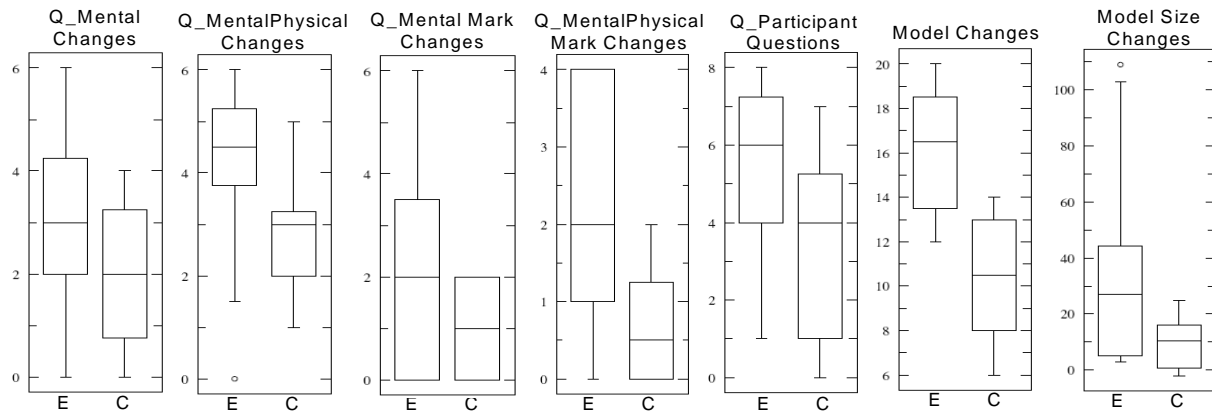 Q_Mental
Changes
6
4
2
0
E C
Q_MentalPhysical
Changes
6
4
2
0
E C
Q_Mental Mark
Changes
6
4
2
0
E C
Q_MentalPhysical
Mark Changes
4
3
2
1
0
E C
Q_Participant
Questions
8
6
4
2
0
E C
Model Changes
20
18
16
14
12
10
8
6
E C
Model Size
Changes
100
80
60
40
20
0
E C